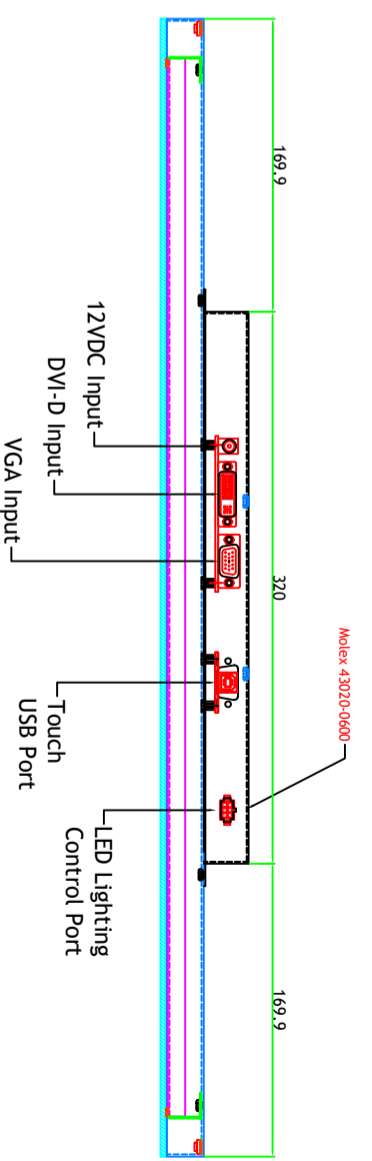 169.9
320
169.9
Molex 43020-0600
12VDC Input
DVI-D Input
VGA Input
Touch
USB Port
LED Lighting
Control Port